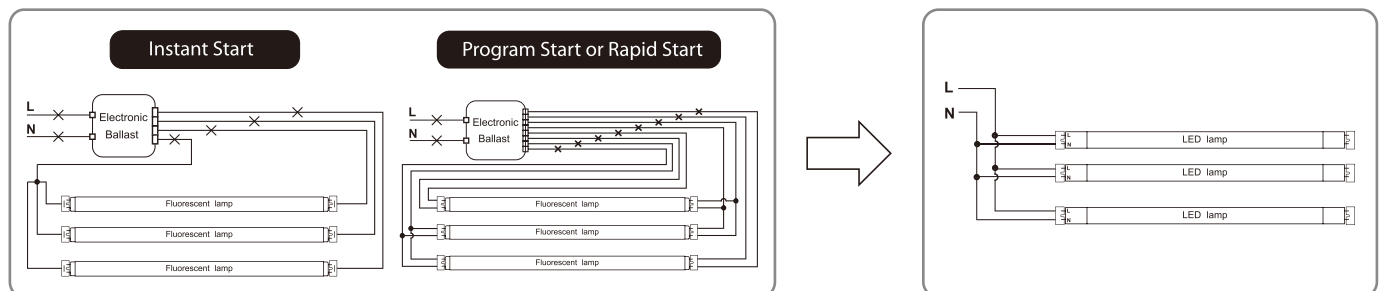 Instant Start
L
N
Electronic
Ballast
Fluorescent lamp
Fluorescent lamp
Fluorescent lamp
Program Start or Rapid Start
L
N
Electronic
Ballast
Fluorescent lamp
Fluorescent lamp
Fluorescent lamp
L
N
L
N
LED lamp
L
N
LED lamp
L
N
LED lamp